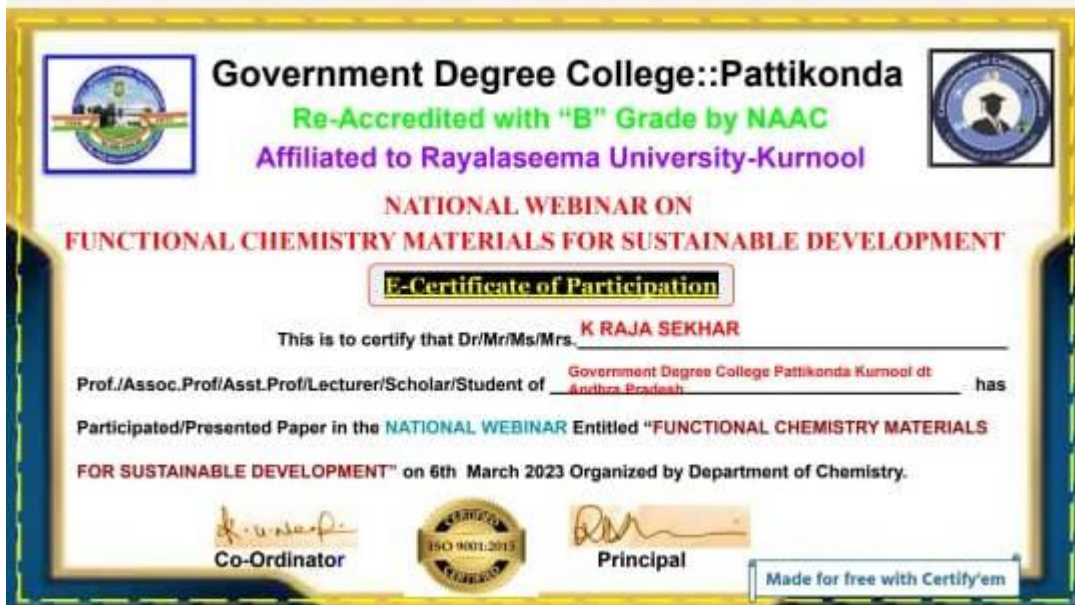 Government Degree College::Pattikonda
Re-Accredited with “B” Grade by NAAC
Affiliated to Rayalaseema University-Kurnool
NATIONAL WEBINAR ON
FUNCTIONAL CHEMISTRY MATERIALS FOR SUSTAINABLE DEVELOPMENT
E-Certificate of Participation
This is to certify that Dr/Mr/Ms/Mrs. K RAJA SEKHAR
Government Degree College Pattikonda Kurnool dt
Prof./Assoc.Prof/Asst.Prof/Lecturer/Scholar/Student of Andhra Pradesh has
Participated/Presented Paper in the NATIONAL WEBINAR Entitled “FUNCTIONAL CHEMISTRY MATERIALS
FOR SUSTAINABLE DEVELOPMENT” on 6th March 2023 Organized by Department of Chemistry.
CERTIFIED
ISO 9001:2015
CERTIFIED
Co-Ordinator
Principal
Made for free with Certify'em